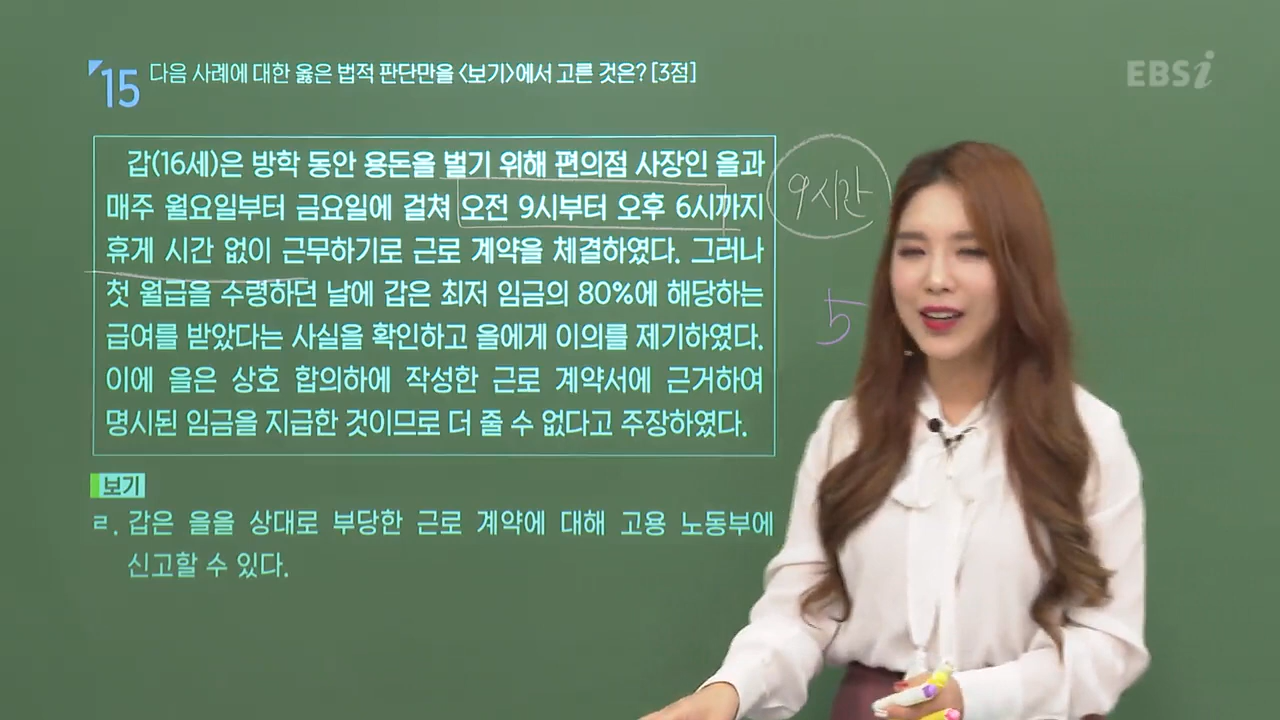 EBSi
15 다음 사례에 대한 옳은 법적 판단만을 <보기>에서 고른 것은? [3점]
갑(16세)은 방학 동안 용돈을 벌기 위해 편의점 사장인 을과
매주 월요일부터 금요일에 걸쳐 오전 9시부터 오후 6시까지
휴게 시간 없이 근무하기로 근로 계약을 체결하였다. 그러나
첫 월급을 수령하던 날에 갑은 최저 임금의 80%에 해당하는
급여를 받았다는 사실을 확인하고 을에게 이의를 제기하였다.
이에 을은 상호 합의하에 작성한 근로 계약서에 근거하여
명시된 임금을 지급한 것이므로 더 줄 수 없다고 주장하였다.
9시간
5
보기
ㄹ. 갑은 을을 상대로 부당한 근로 계약에 대해 고용 노동부에
신고할 수 있다.